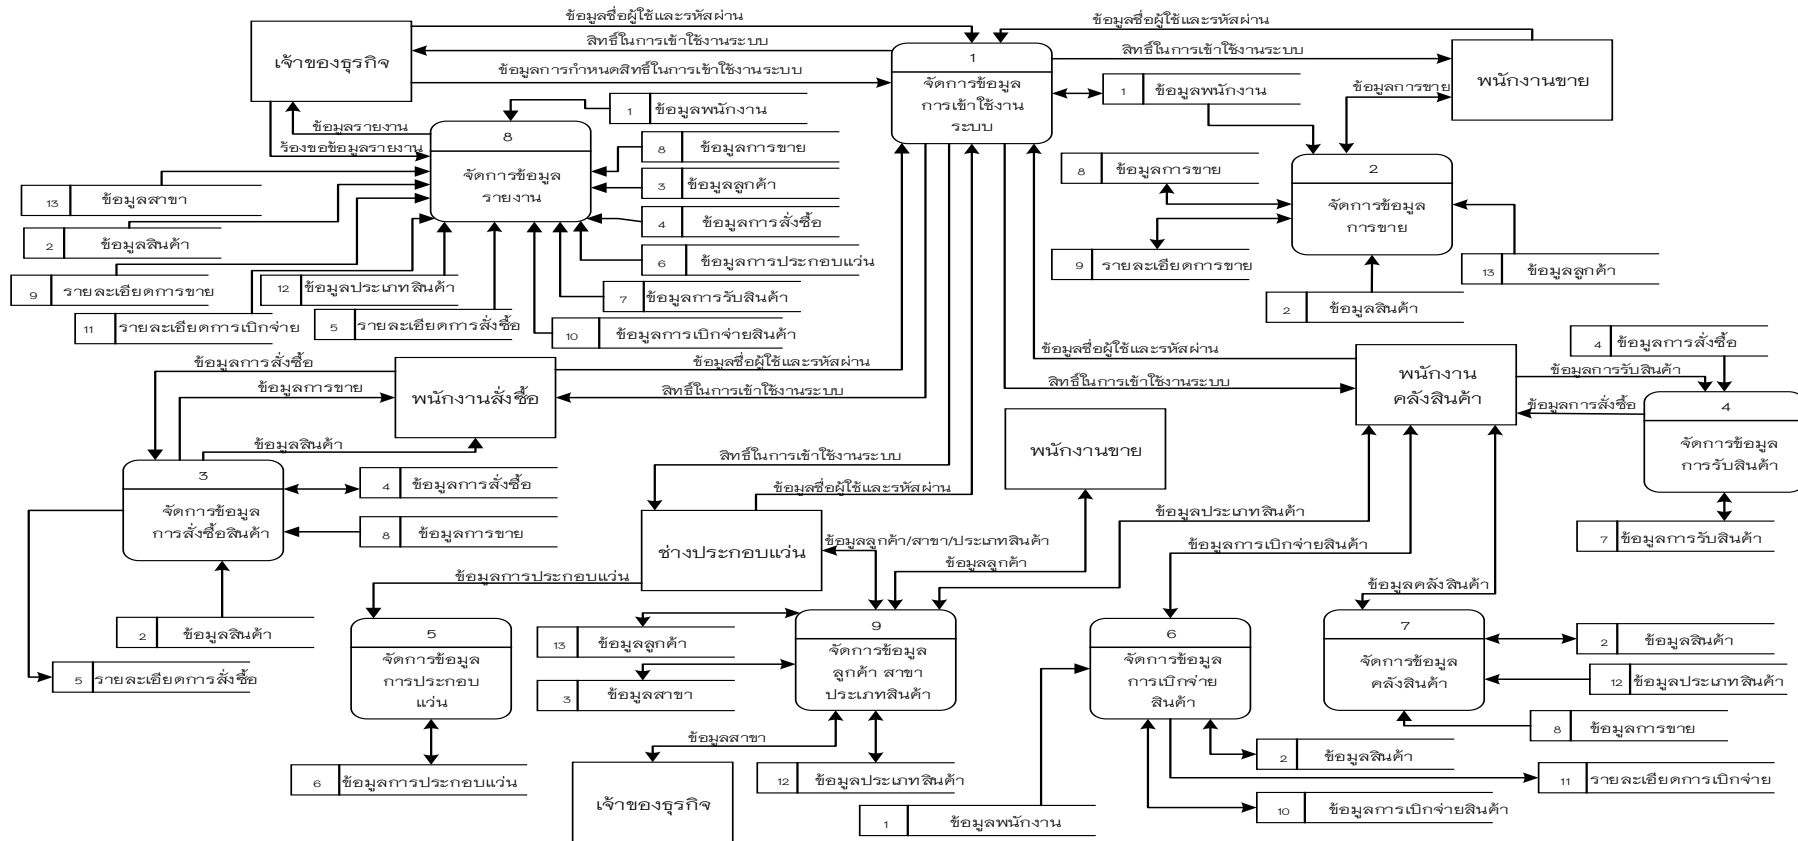 ข้อมูลชื่อผู้ใช้และรหัสผ่าน
สิทธิ์ในการเข้าใช้งานระบบ
ข้อมูลการกำหนดสิทธิ์ในการเข้าใช้งานระบบ
เจ้าของธุรกิจ
1
จัดการข้อมูล
การเข้าใช้งาน
ระบบ
ข้อมูลชื่อผู้ใช้และรหัสผ่าน
สิทธิ์ในการเข้าใช้งานระบบ
พนักงานขาย
ข้อมูลการขาย
1 ข้อมูลพนักงาน
1 ข้อมูลพนักงาน
ข้อมูลรายงาน
ร้องขอข้อมูลรายงาน
8
จัดการข้อมูล
รายงาน
8 ข้อมูลการขาย
3 ข้อมูลลูกค้า
4 ข้อมูลการสั่งซื้อ
6 ข้อมูลการประกอบแว่น
7 ข้อมูลการรับสินค้า
10 ข้อมูลการเบิกจ่ายสินค้า
13 ข้อมูลสาขา
2 ข้อมูลสินค้า
9 รายละเอียดการขาย
11 รายละเอียดการเบิกจ่าย
12 ข้อมูลประเภทสินค้า
5 รายละเอียดการสั่งซื้อ
8 ข้อมูลการขาย
2
จัดการข้อมูล
การขาย
9 รายละเอียดการขาย
13 ข้อมูลลูกค้า
2 ข้อมูลสินค้า
ข้อมูลการสั่งซื้อ
ข้อมูลการขาย
ข้อมูลสินค้า
พนักงานสั่งซื้อ
ข้อมูลชื่อผู้ใช้และรหัสผ่าน
สิทธิ์ในการเข้าใช้งานระบบ
ข้อมูลชื่อผู้ใช้และรหัสผ่าน
สิทธิ์ในการเข้าใช้งานระบบ
พนักงาน
คลังสินค้า
4 ข้อมูลการสั่งซื้อ
ข้อมูลการรับสินค้า
ข้อมูลการสั่งซื้อ
4
จัดการข้อมูล
การรับสินค้า
7 ข้อมูลการรับสินค้า
3
จัดการข้อมูล
การสั่งซื้อสินค้า
4 ข้อมูลการสั่งซื้อ
8 ข้อมูลการขาย
2 ข้อมูลสินค้า
5 รายละเอียดการสั่งซื้อ
สิทธิ์ในการเข้าใช้งานระบบ
ข้อมูลชื่อผู้ใช้และรหัสผ่าน
ช่างประกอบแว่น
พนักงานขาย
ข้อมูลลูกค้า/สาขา/ประเภทสินค้า
ข้อมูลลูกค้า
ข้อมูลประเภทสินค้า
ข้อมูลการเบิกจ่ายสินค้า
ข้อมูลคลังสินค้า
ข้อมูลการประกอบแว่น
5
จัดการข้อมูล
การประกอบ
แว่น
6 ข้อมูลการประกอบแว่น
13 ข้อมูลลูกค้า
3 ข้อมูลสาขา
9
จัดการข้อมูล
ลูกค้า สาขา
ประเภทสินค้า
ข้อมูลสาขา
เจ้าของธุรกิจ
12 ข้อมูลประเภทสินค้า
6
จัดการข้อมูล
การเบิกจ่าย
สินค้า
7
จัดการข้อมูล
คลังสินค้า
2 ข้อมูลสินค้า
12 ข้อมูลประเภทสินค้า
8 ข้อมูลการขาย
2 ข้อมูลสินค้า
11 รายละเอียดการเบิกจ่าย
10 ข้อมูลการเบิกจ่ายสินค้า
1 ข้อมูลพนักงาน